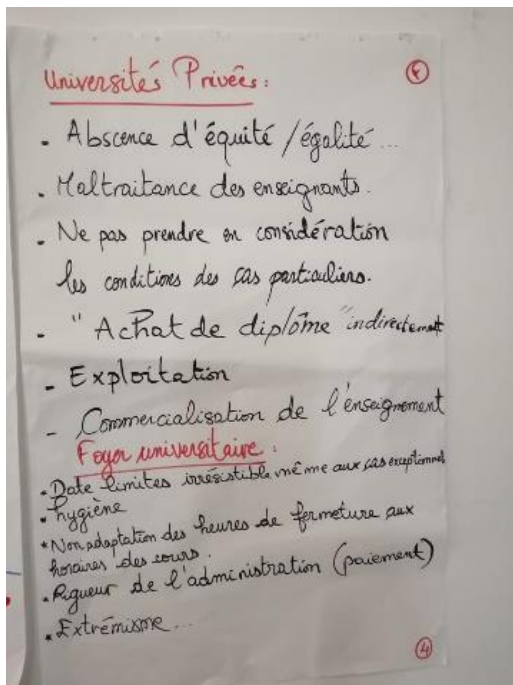 Universités Privées :
- Abscence d'équité / égalité ...
- Maltraitance des enseignants.
- Ne pas prendre en considération
les conditions des cas particuliers.
- "Achat de diplôme" indirectement
- Exploitation
- Commercialisation de l'enseignement
Foyer universitaire :
• Date limites irrésistible même aux cas exceptionnel
• hygiène
* Non adaptation des heures de fermeture aux
horaires des cours.
• Rigueur de l'administration (paiement)
• Extrémisme ...
4